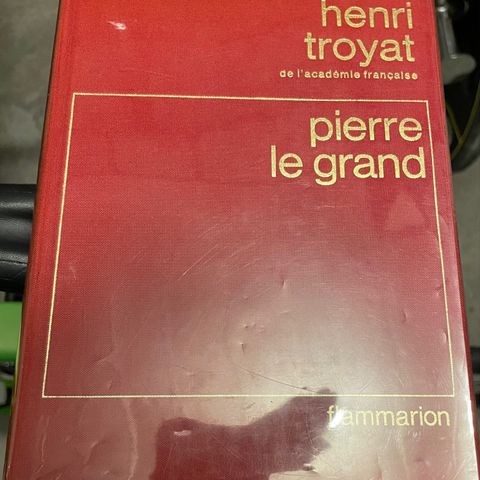 henri
troyat
de l'académie française
pierre
le grand
flammarion